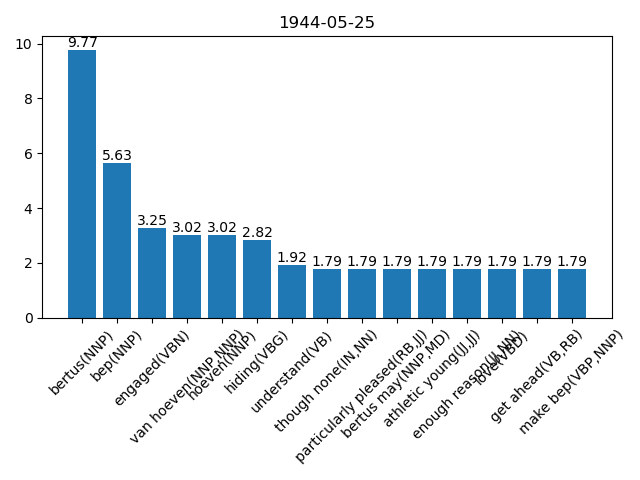 1944-05-25
10
8
6
4
2
0
9.77
5.63
3.25
3.02
3.02
2.82
1.92
1.79
1.79
1.79
1.79
1.79
1.79
1.79
1.79
bertus(NNP)
bep(NNP)
engaged(VBN)
van hoeven(NNP,NNP)
hoeven(NNP)
hiding(VBG)
understand(VB)
though none(IN,NN)
particularly pleased(RB,JJ)
bertus may(NNP,MD)
athletic young(JJ,JJ)
enough reason(JJ,NN)
love(VBD)
get ahead(VB,RB)
make bep(VBP,NNP)